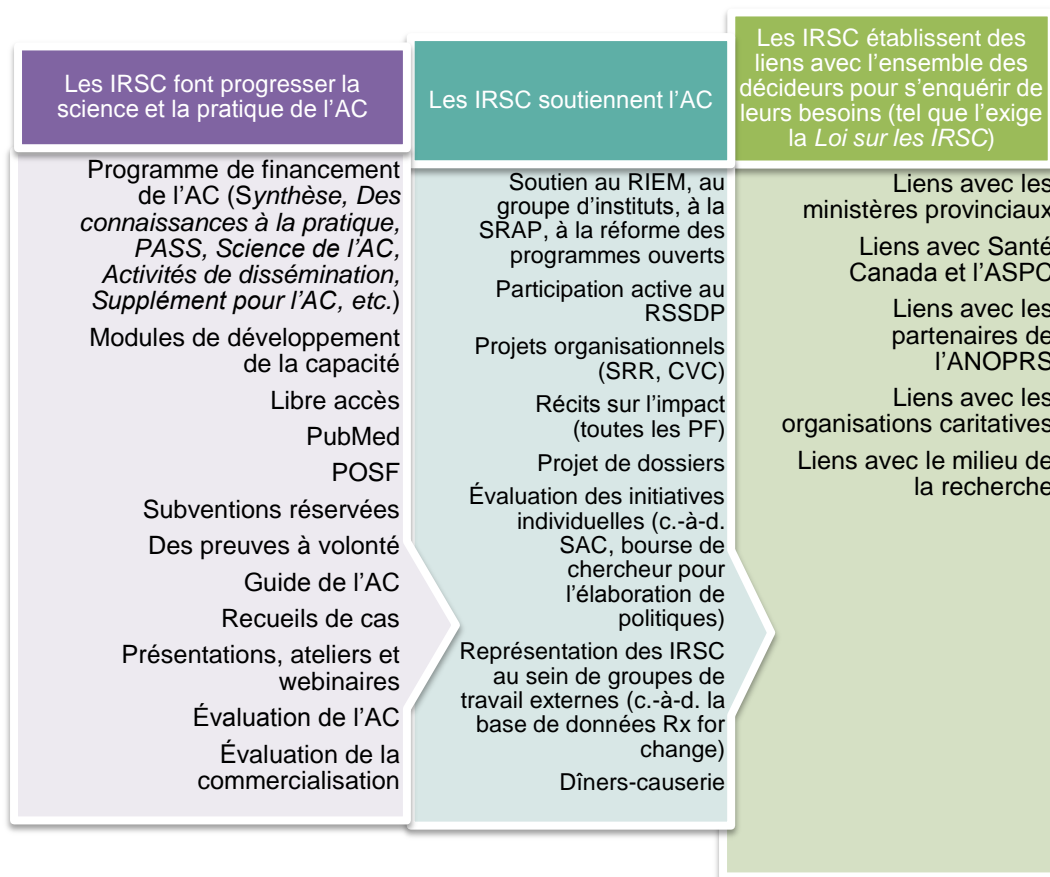 Les IRSC font progresser la
science et la pratique de l’AC
Programme de financement
de l’AC (Synthèse, Des
connaissances à la pratique,
PASS, Science de l’AC,
Activités de dissémination,
Supplément pour l’AC, etc.)
Modules de développement
de la capacité
Libre accès
PubMed
POSF
Subventions réservées
Des preuves à volonté
Guide de l’AC
Recueils de cas
Présentations, ateliers et
webinaires
Évaluation de l’AC
Évaluation de la
commercialisation
Les IRSC soutiennent l’AC
Soutien au RIEM, au
groupe d’instituts, à la
SRAP, à la réforme des
programmes ouverts
Participation active au
RSSDP
Projets organisationnels
(SRR, CVC)
Récits sur l’impact
(toutes les PF)
Projet de dossiers
Évaluation des initiatives
individuelles (c.-à-d.
SAC, bourse de
chercheur pour
l’élaboration de
politiques)
Représentation des IRSC
au sein de groupes de
travail externes (c.-à-d. la
base de données Rx for
change)
Dîners-causerie
Les IRSC établissent des
liens avec l’ensemble des
décideurs pour s’enquérir de
leurs besoins (tel que l’exige
la Loi sur les IRSC)
Liens avec les
ministères provinciaux
Liens avec Santé
Canada et l’ASPC
Liens avec les
partenaires de
l’ANOPRS
Liens avec les
organisations caritatives
Liens avec le milieu de
la recherche